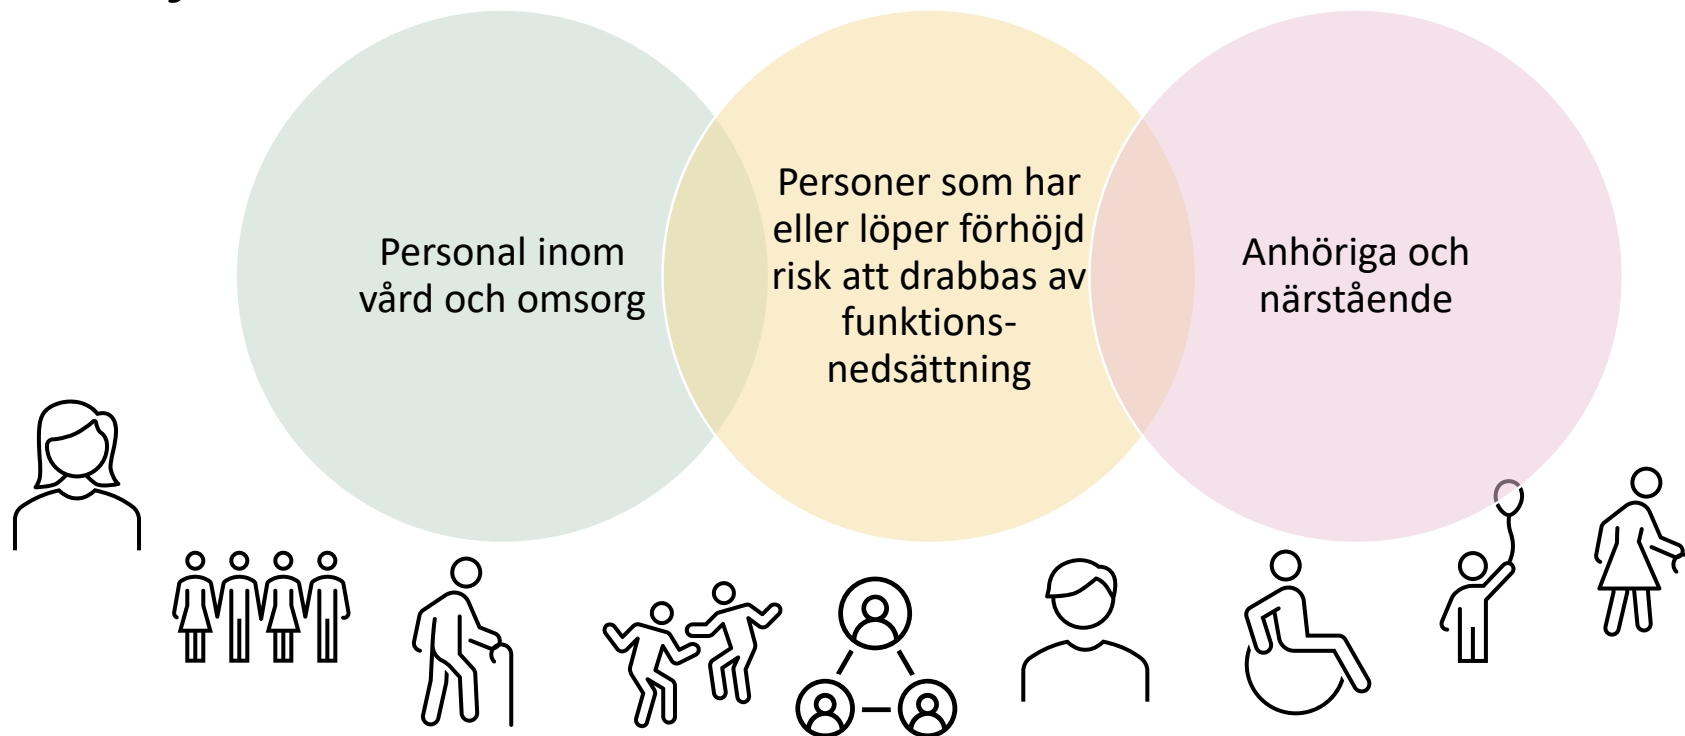 Personal inom
vård och omsorg
Personer som har
eller löper förhöjd
risk att drabbas av
funktions-
nedsättning
Anhöriga och
närstående